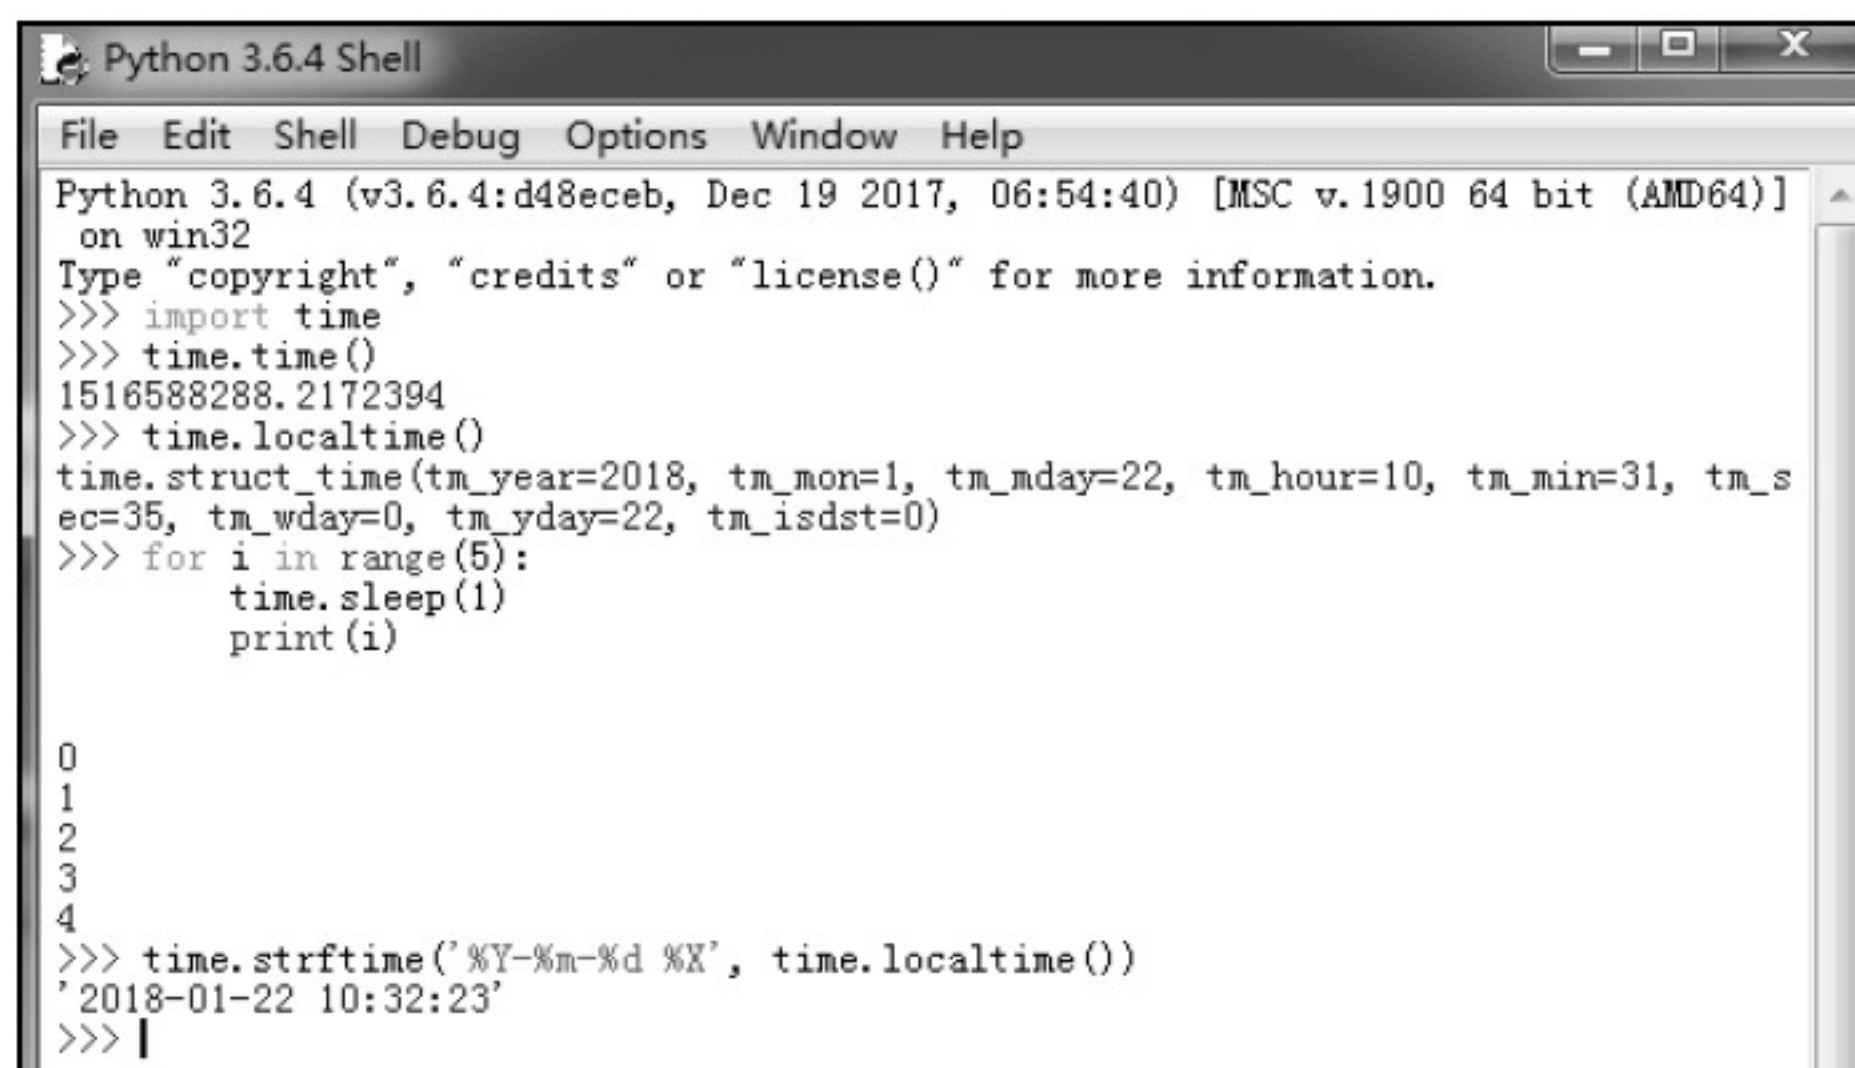 Python 3.6.4 Shell
File Edit Shell Debug Options Window Help
Python 3.6.4 (v3.6.4:d48eceb, Dec 19 2017, 06:54:40) [MSC v.1900 64 bit (AMD64)]
 on win32
Type "copyright", "credits" or "license()" for more information.
>>> import time
>>> time.time()
1516588288.2172394
>>> time.localtime()
time.struct_time(tm_year=2018, tm_mon=1, tm_mday=22, tm_hour=10, tm_min=31, tm_s
ec=35, tm_wday=0, tm_yday=22, tm_isdst=0)
>>> for i in range(5):
        time.sleep(1)
        print(i)
0
1
2
3
4
>>> time.strftime('%Y-%m-%d %X', time.localtime())
'2018-01-22 10:32:23'
>>>